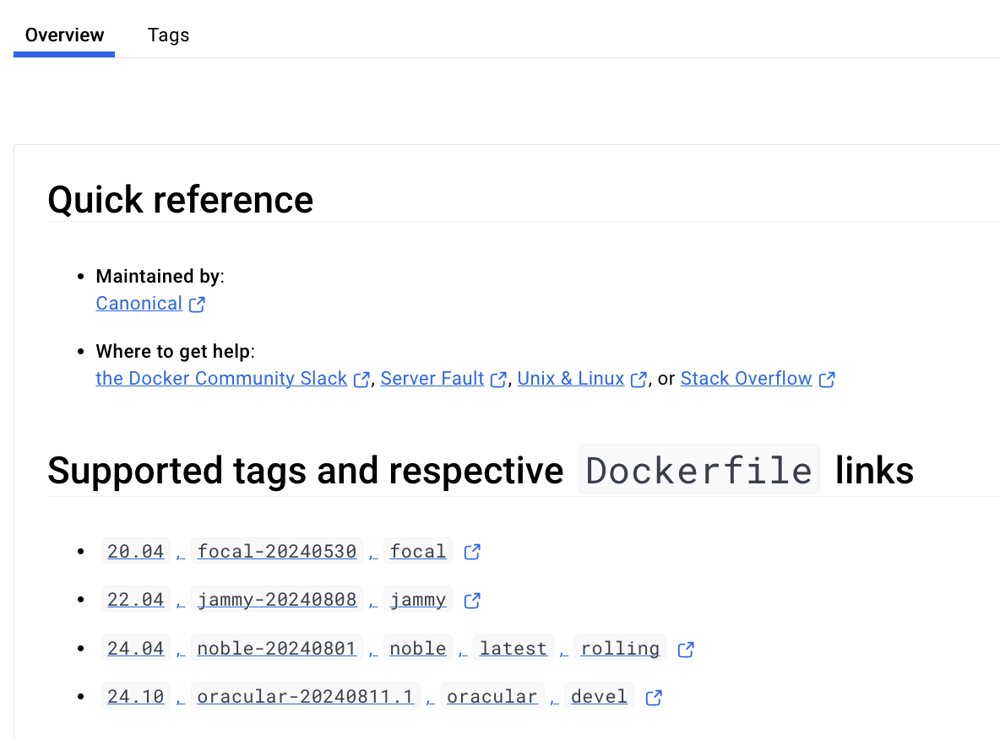 Overview Tags
Quick reference
Maintained by:
Canonical
Where to get help:
the Docker Community Slack, Server Fault, Unix & Linux, or Stack Overflow
Supported tags and respective Dockerfile links
20.04, focal-20240530, focal
22.04, jammy-20240808, jammy
24.04, noble-20240801, noble, latest, rolling
24.10, oracular-20240811.1, oracular, devel